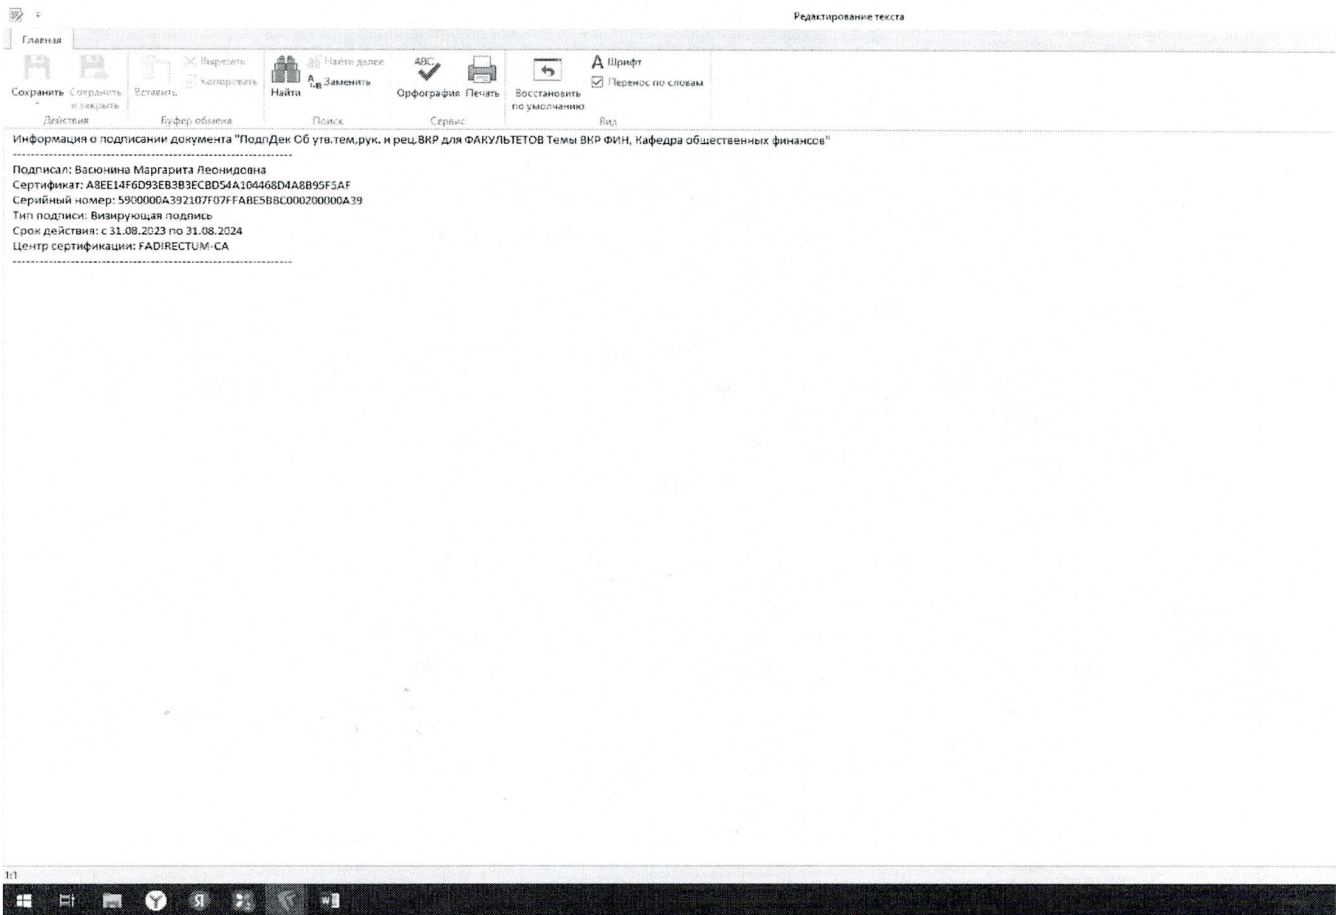 Редактирование текста
Главная
Сохранить
Сохранить и закрыть
Вставить
Вырезать
Копировать
Найти
Найти далее
Заменить
ABC
Орфография
Печать
Восстановить по умолчанию
А Шрифт
Перенос по словам
Действия
Буфер обмена
Поиск
Сервис
Вид
Информация о подписании документа "ПодпДек Об утв.тем,рук. и рец.ВКР для ФАКУЛЬТЕТОВ Темы ВКР ФИН, Кафедра общественных финансов"
----------------------------------------------------------------
Подписал: Васюнина Маргарита Леонидовна
Сертификат: A8EE14F6D93EB3B3ECBD54A104468D4A8B95F5AF
Серийный номер: 5900000A392107F07FFABE5BBC000200000A39
Тип подписи: Визирующая подпись
Срок действия: с 31.08.2023 по 31.08.2024
Центр сертификации: FADIRECTUM-CA
----------------------------------------------------------------
1:1